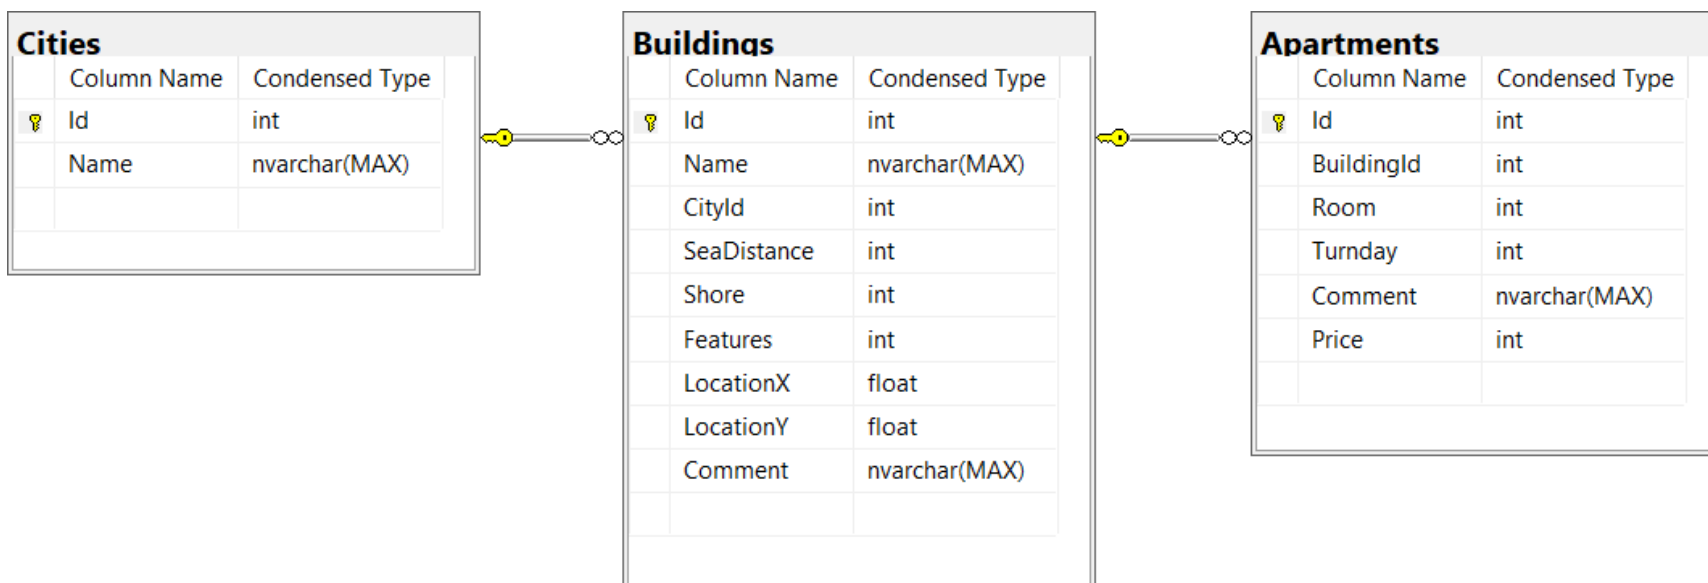 Cities
Column Name Condensed Type
Id int
Name nvarchar(MAX)
Buildings
Column Name Condensed Type
Id int
Name nvarchar(MAX)
CityId int
SeaDistance int
Shore int
Features int
LocationX float
LocationY float
Comment nvarchar(MAX)
Apartments
Column Name Condensed Type
Id int
BuildingId int
Room int
Turnday int
Comment nvarchar(MAX)
Price int